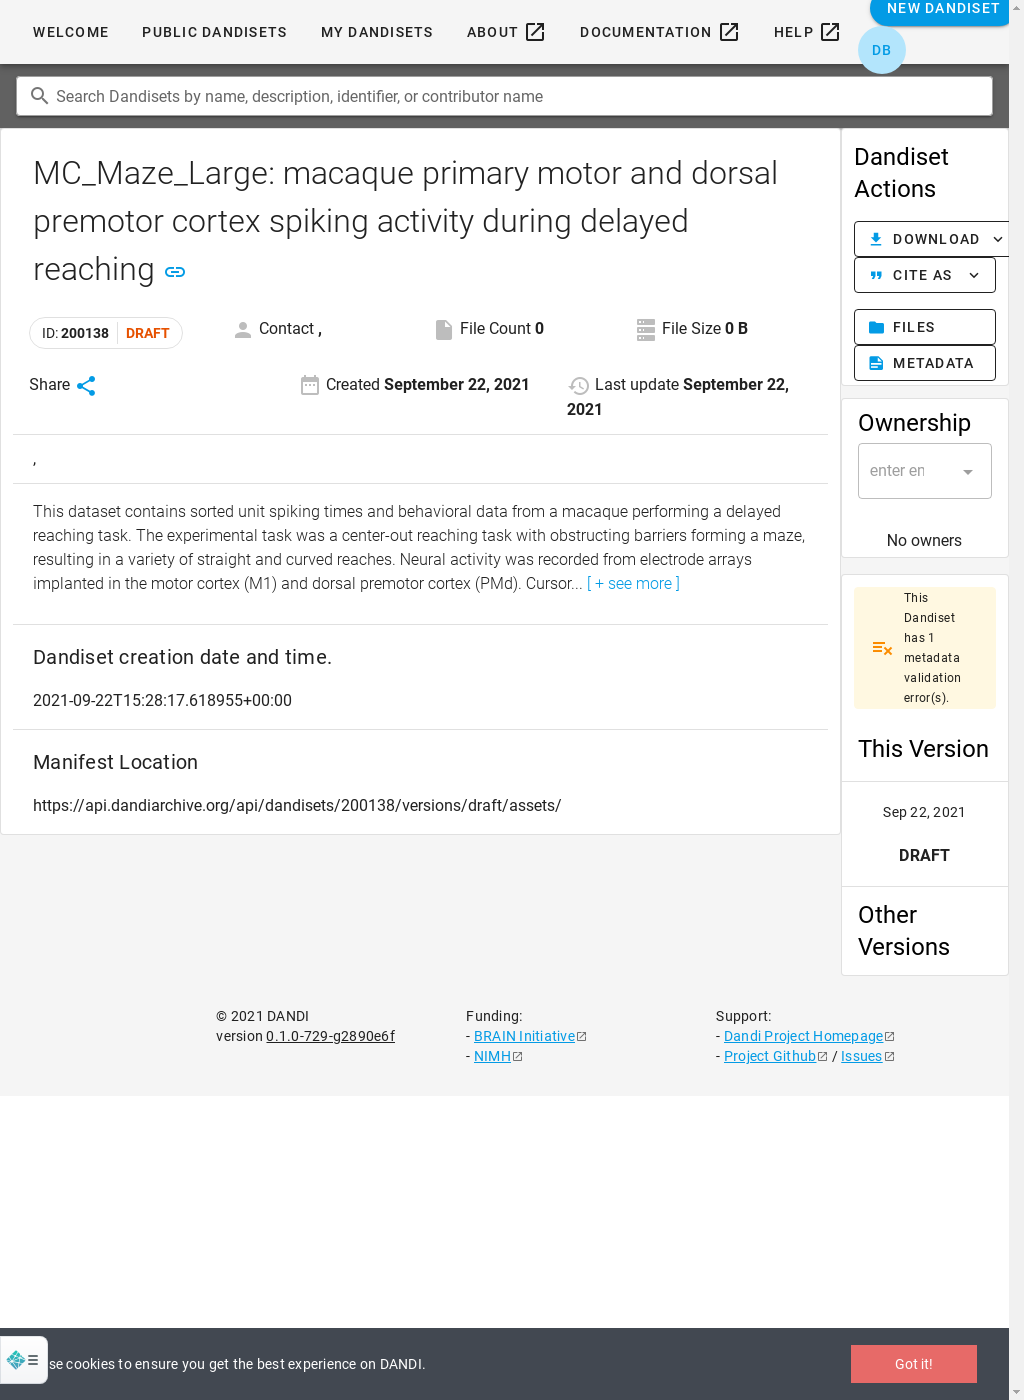 WELCOME PUBLIC DANDISETS MY DANDISETS ABOUT DOCUMENTATION HELP NEW DANDISET
DB
Search Dandisets by name, description, identifier, or contributor name
MC_Maze_Large: macaque primary motor and dorsal
premotor cortex spiking activity during delayed
reaching
ID: 200138 DRAFT
Contact ,
File Count 0
File Size 0 B
Share
Created September 22, 2021
Last update September 22,
2021
,
This dataset contains sorted unit spiking times and behavioral data from a macaque performing a delayed
reaching task. The experimental task was a center-out reaching task with obstructing barriers forming a maze,
resulting in a variety of straight and curved reaches. Neural activity was recorded from electrode arrays
implanted in the motor cortex (M1) and dorsal premotor cortex (PMd). Cursor... [ + see more ]
Dandiset creation date and time.
2021-09-22T15:28:17.618955+00:00
Manifest Location
https://api.dandiarchive.org/api/dandisets/200138/versions/draft/assets/
Dandiset
Actions
DOWNLOAD
CITE AS
FILES
METADATA
Ownership
enter en
No owners
This
Dandiset
has 1
metadata
validation
error(s).
This Version
Sep 22, 2021
DRAFT
Other
Versions
© 2021 DANDI
version 0.1.0-729-g2890e6f
Funding:
- BRAIN Initiative
- NIMH
Support:
- Dandi Project Homepage
- Project Github / Issues
se cookies to ensure you get the best experience on DANDI.
Got it!